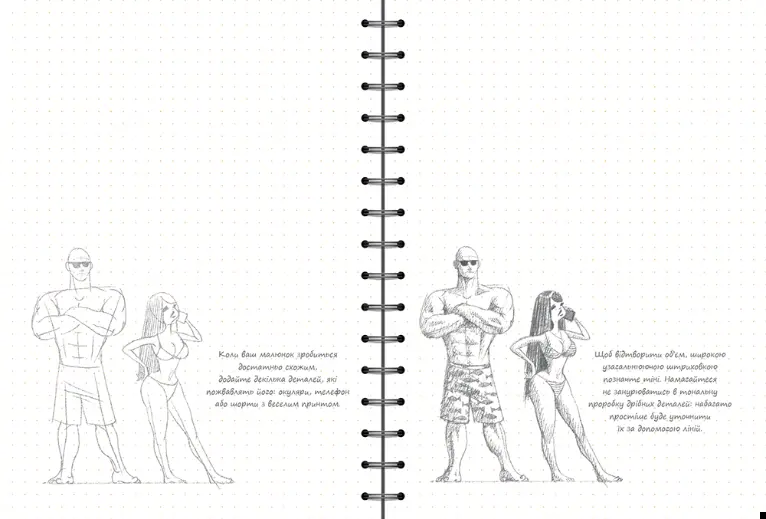 Коли ваш малюнок зробиться
достатньо схожим,
додайте декілька деталей, які
пожвавлять його: окуляри, телефон
або шорти з веселим принтом.
Щоб відтворити об'єм, широкою
узагальнюючою штриховкою
позначте тіні. Намагайтеся
не занурюватись в тональну
проробку дрібних деталей: набагато
простіше буде уточнити
їх за допомогою ліній.